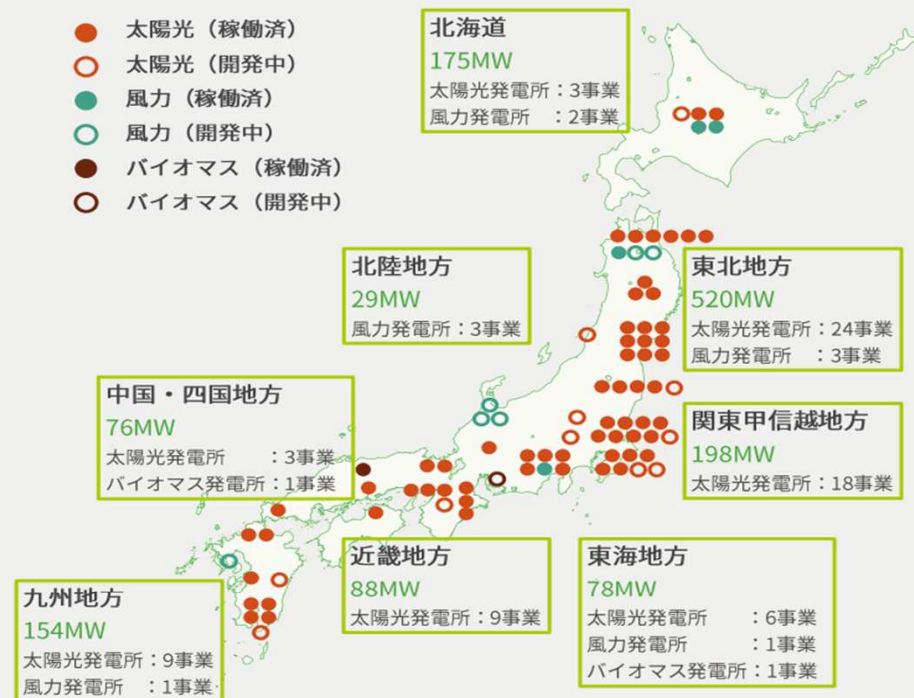 太陽光（稼働済）
太陽光（開発中）
風力（稼働済）
風力（開発中）
バイオマス（稼働済）
バイオマス（開発中）
北海道
175MW
太陽光発電所：3事業
風力発電所　：2事業
北陸地方
29MW
風力発電所：3事業
東北地方
520MW
太陽光発電所：24事業
風力発電所　：3事業
中国・四国地方
76MW
太陽光発電所　　：3事業
バイオマス発電所：1事業
関東甲信越地方
198MW
太陽光発電所：18事業
近畿地方
88MW
太陽光発電所：9事業
東海地方
78MW
太陽光発電所　　：6事業
風力発電所　　　：1事業
バイオマス発電所：1事業
九州地方
154MW
太陽光発電所：9事業
風力発電所　：1事業